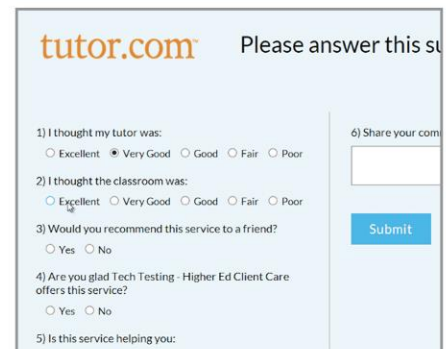 tutor.com™
Please answer this su
1) I thought my tutor was:
Excellent Very Good Good Fair Poor
2) I thought the classroom was:
Excellent Very Good Good Fair Poor
3) Would you recommend this service to a friend?
Yes No
4) Are you glad Tech Testing - Higher Ed Client Care
offers this service?
Yes No
5) Is this service helping you:
6) Share your com
Submit